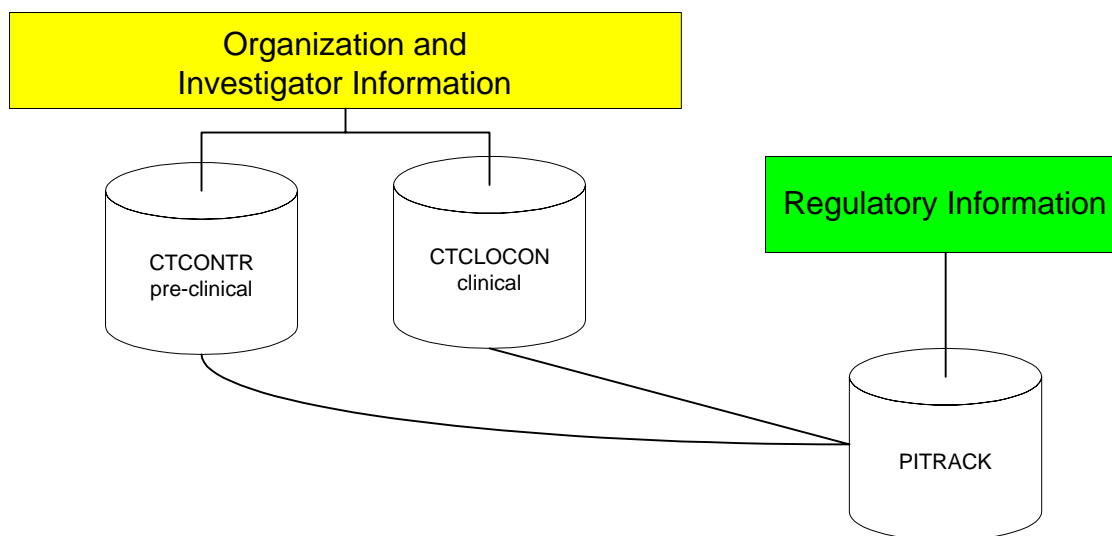 Organization and
Investigator Information
CTCONTR
pre-clinical
CTCLOCON
clinical
Regulatory Information
PITRACK